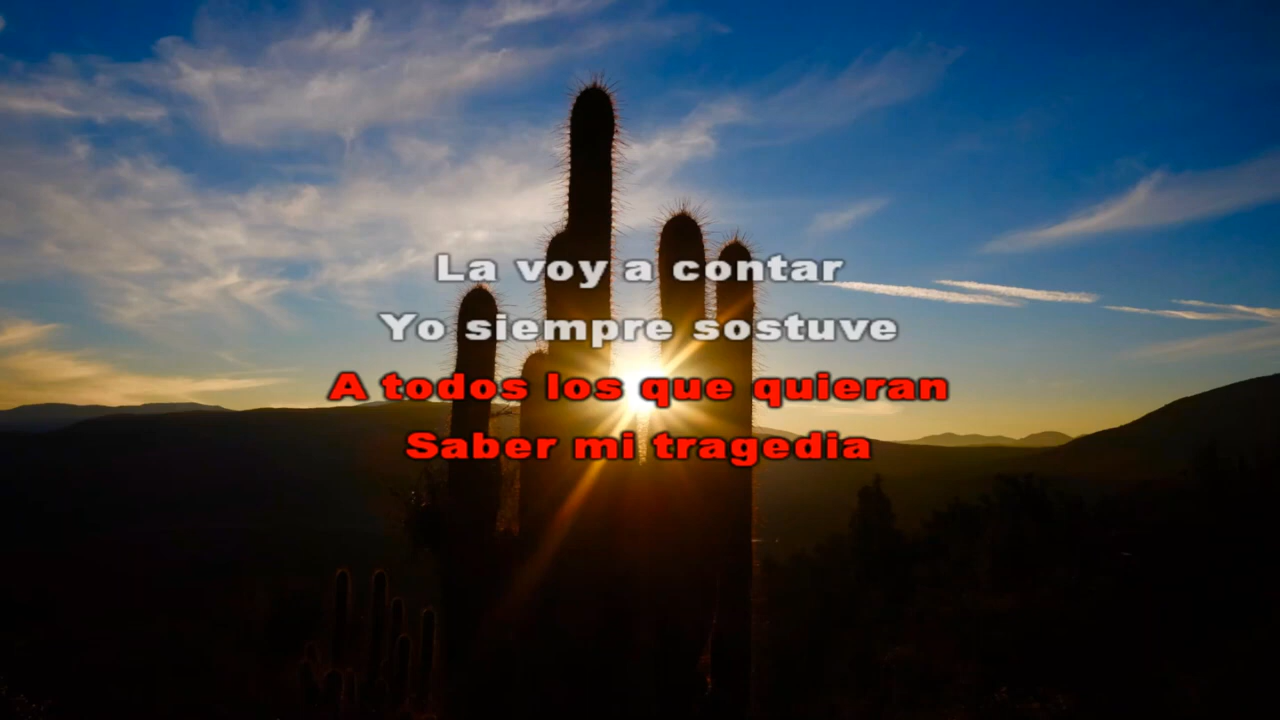 La voy a contar
Yo siempre sostuve
A todos los que quieran
Saber mi tragedia